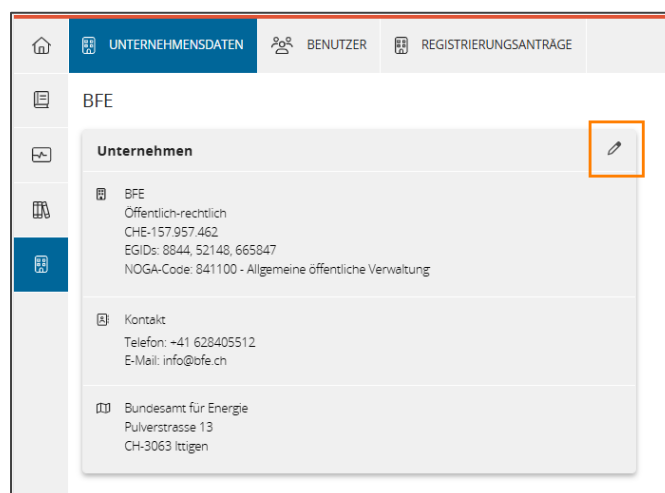 UNTERNEHMENSDATEN
BENUTZER
REGISTRIERUNGSANTRÄGE
BFE
Unternehmen
BFE
Öffentlich-rechtlich
CHE-157.957.462
EGIDs: 8844, 52148, 665847
NOGA-Code: 841100 - Allgemeine öffentliche Verwaltung
Kontakt
Telefon: +41 628405512
E-Mail: info@bfe.ch
Bundesamt für Energie
Pulverstrasse 13
CH-3063 Ittigen